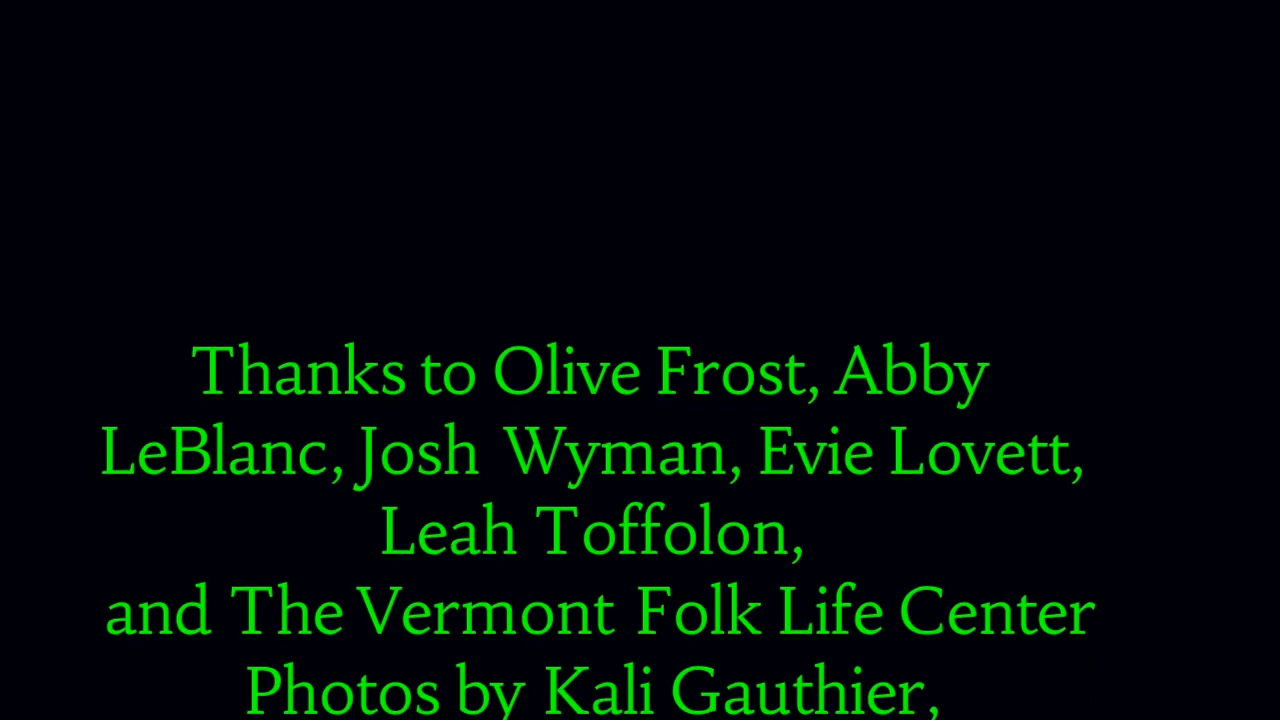 Thanks to Olive Frost, Abby
LeBlanc, Josh Wyman, Evie Lovett,
Leah Toffolon,
and The Vermont Folk Life Center
Photos by Kali Gauthier,